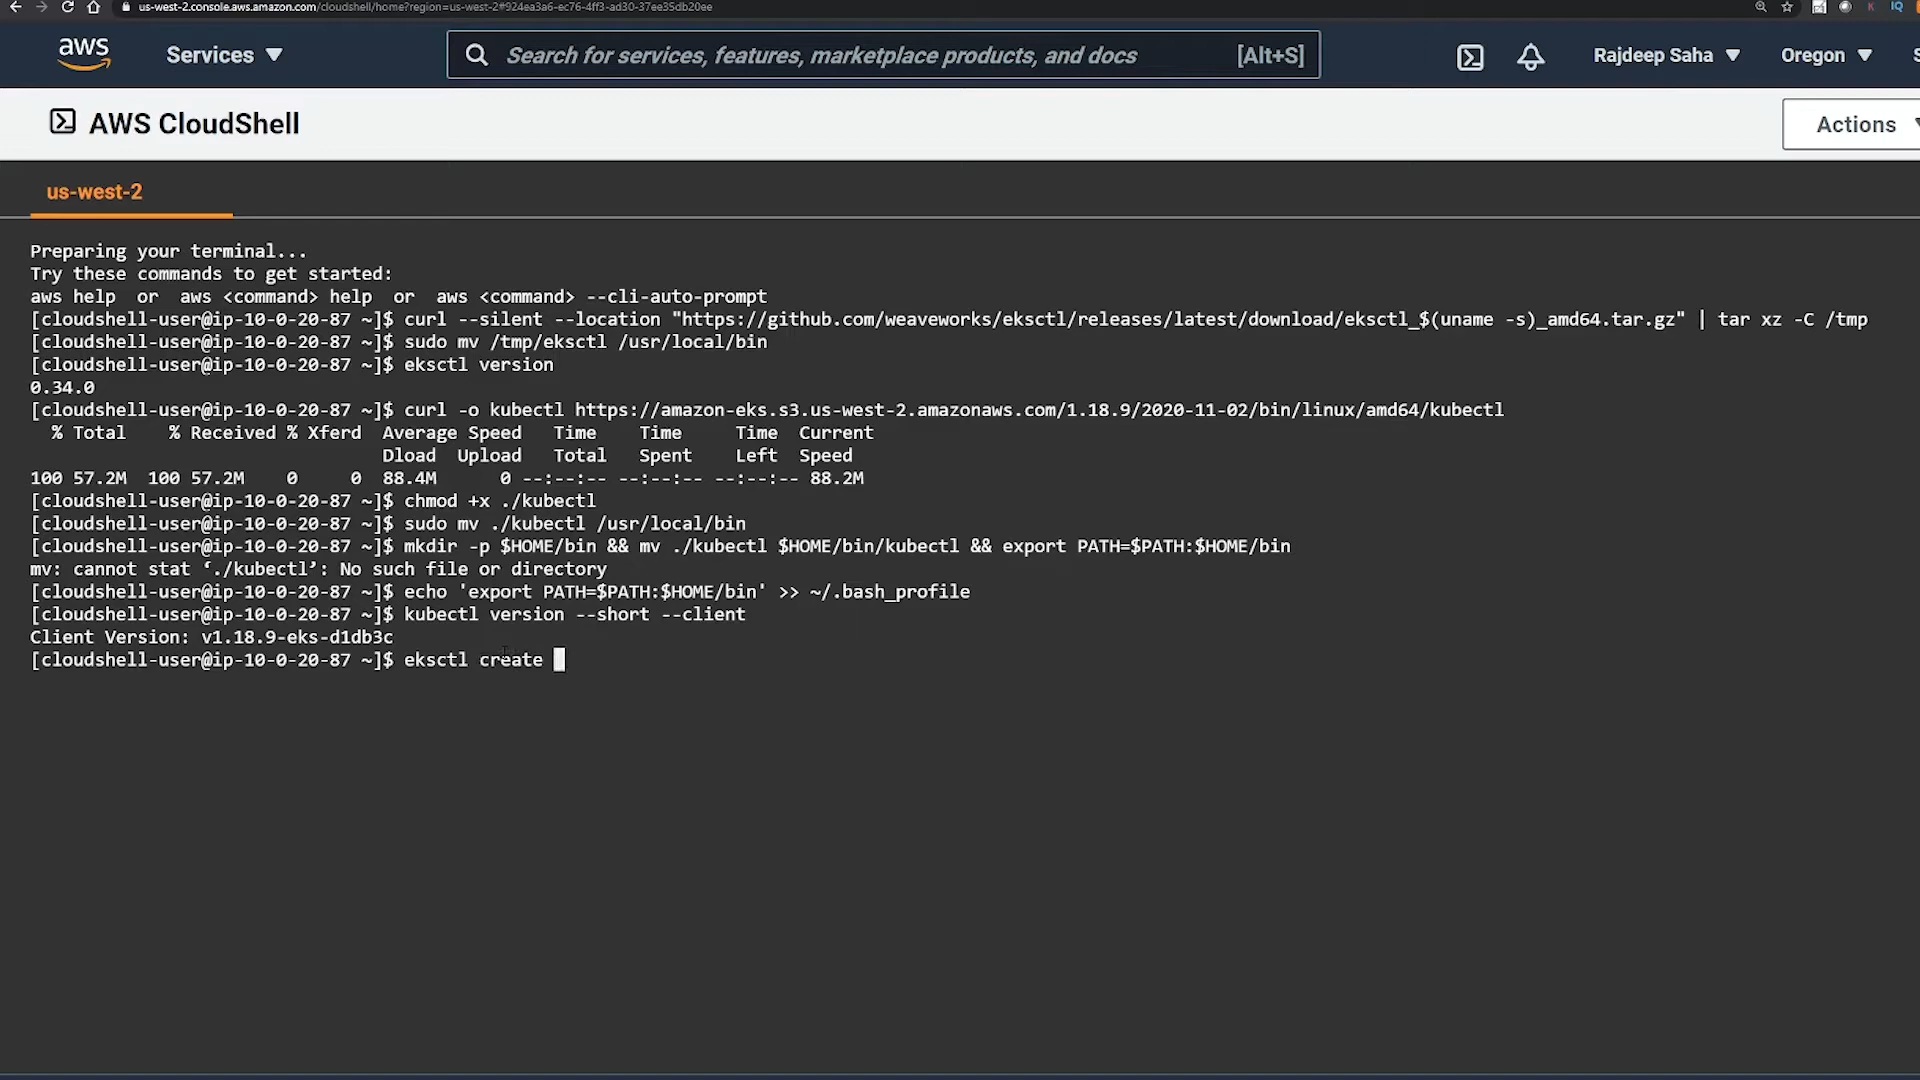 us-west-2.console.aws.amazon.com/cloudshell/home?region=us-west-2#924ea3a6-ec76-4ff3-ad30-37ee35db20ee
K IQ
aws Services ▼ Search for services, features, marketplace products, and docs [Alt+S] Rajdeep Saha ▼ Oregon ▼ S
AWS CloudShell Actions
us-west-2
Preparing your terminal...
Try these commands to get started:
aws help  or  aws <command> help  or  aws <command> --cli-auto-prompt
[cloudshell-user@ip-10-0-20-87 ~]$ curl --silent --location "https://github.com/weaveworks/eksctl/releases/latest/download/eksctl_$(uname -s)_amd64.tar.gz" | tar xz -C /tmp
[cloudshell-user@ip-10-0-20-87 ~]$ sudo mv /tmp/eksctl /usr/local/bin
[cloudshell-user@ip-10-0-20-87 ~]$ eksctl version
0.34.0
[cloudshell-user@ip-10-0-20-87 ~]$ curl -o kubectl https://amazon-eks.s3.us-west-2.amazonaws.com/1.18.9/2020-11-02/bin/linux/amd64/kubectl
  % Total    % Received % Xferd  Average Speed   Time    Time     Time  Current
                                 Dload  Upload   Total   Spent    Left  Speed
100 57.2M  100 57.2M    0     0  88.4M      0 --:--:-- --:--:-- --:--:-- 88.2M
[cloudshell-user@ip-10-0-20-87 ~]$ chmod +x ./kubectl
[cloudshell-user@ip-10-0-20-87 ~]$ sudo mv ./kubectl /usr/local/bin
[cloudshell-user@ip-10-0-20-87 ~]$ mkdir -p $HOME/bin && mv ./kubectl $HOME/bin/kubectl && export PATH=$PATH:$HOME/bin
mv: cannot stat ‘./kubectl’: No such file or directory
[cloudshell-user@ip-10-0-20-87 ~]$ echo 'export PATH=$PATH:$HOME/bin' >> ~/.bash_profile
[cloudshell-user@ip-10-0-20-87 ~]$ kubectl version --short --client
Client Version: v1.18.9-eks-d1db3c
[cloudshell-user@ip-10-0-20-87 ~]$ eksctl create